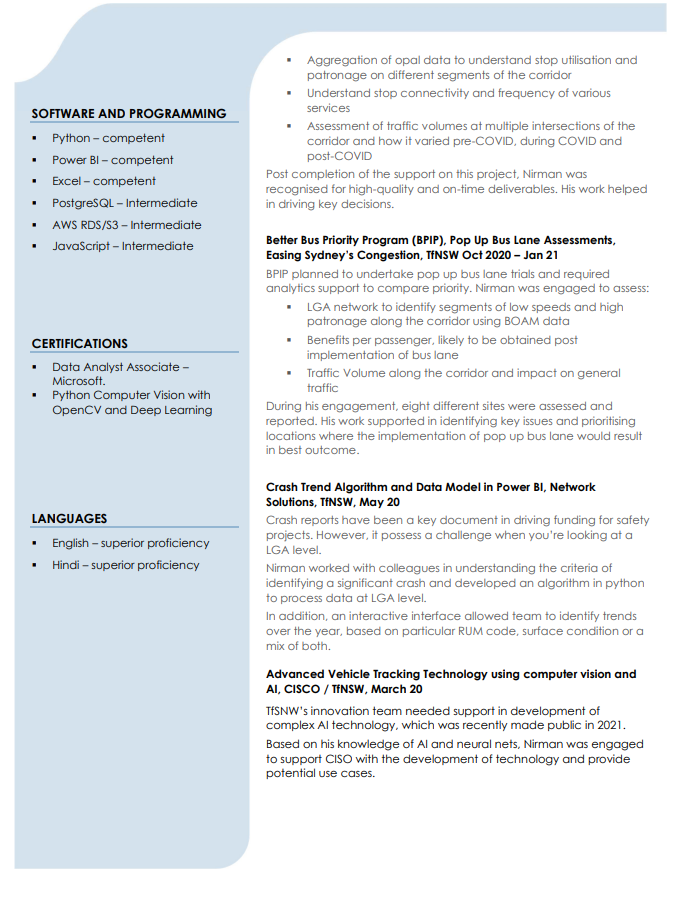 SOFTWARE AND PROGRAMMING
▪ Python – competent
▪ Power BI – competent
▪ Excel – competent
▪ PostgreSQL – Intermediate
▪ AWS RDS/S3 – Intermediate
▪ JavaScript – Intermediate
CERTIFICATIONS
▪ Data Analyst Associate –
Microsoft.
▪ Python Computer Vision with
OpenCV and Deep Learning
LANGUAGES
▪ English – superior proficiency
▪ Hindi – superior proficiency
▪ Aggregation of opal data to understand stop utilisation and
patronage on different segments of the corridor
▪ Understand stop connectivity and frequency of various
services
▪ Assessment of traffic volumes at multiple intersections of the
corridor and how it varied pre-COVID, during COVID and
post-COVID
Post completion of the support on this project, Nirman was
recognised for high-quality and on-time deliverables. His work helped
in driving key decisions.
Better Bus Priority Program (BPIP), Pop Up Bus Lane Assessments,
Easing Sydney's Congestion, TfNSW Oct 2020 – Jan 21
BPIP planned to undertake pop up bus lane trials and required
analytics support to compare priority. Nirman was engaged to assess:
▪ LGA network to identify segments of low speeds and high
patronage along the corridor using BOAM data
▪ Benefits per passenger, likely to be obtained post
implementation of bus lane
▪ Traffic Volume along the corridor and impact on general
traffic
During his engagement, eight different sites were assessed and
reported. His work supported in identifying key issues and prioritising
locations where the implementation of pop up bus lane would result
in best outcome.
Crash Trend Algorithm and Data Model in Power BI, Network
Solutions, TfNSW, May 20
Crash reports have been a key document in driving funding for safety
projects. However, it possess a challenge when you're looking at a
LGA level.
Nirman worked with colleagues in understanding the criteria of
identifying a significant crash and developed an algorithm in python
to process data at LGA level.
In addition, an interactive interface allowed team to identify trends
over the year, based on particular RUM code, surface condition or a
mix of both.
Advanced Vehicle Tracking Technology using computer vision and
AI, CISCO / TfNSW, March 20
TfSNW's innovation team needed support in development of
complex AI technology, which was recently made public in 2021.
Based on his knowledge of AI and neural nets, Nirman was engaged
to support CISO with the development of technology and provide
potential use cases.